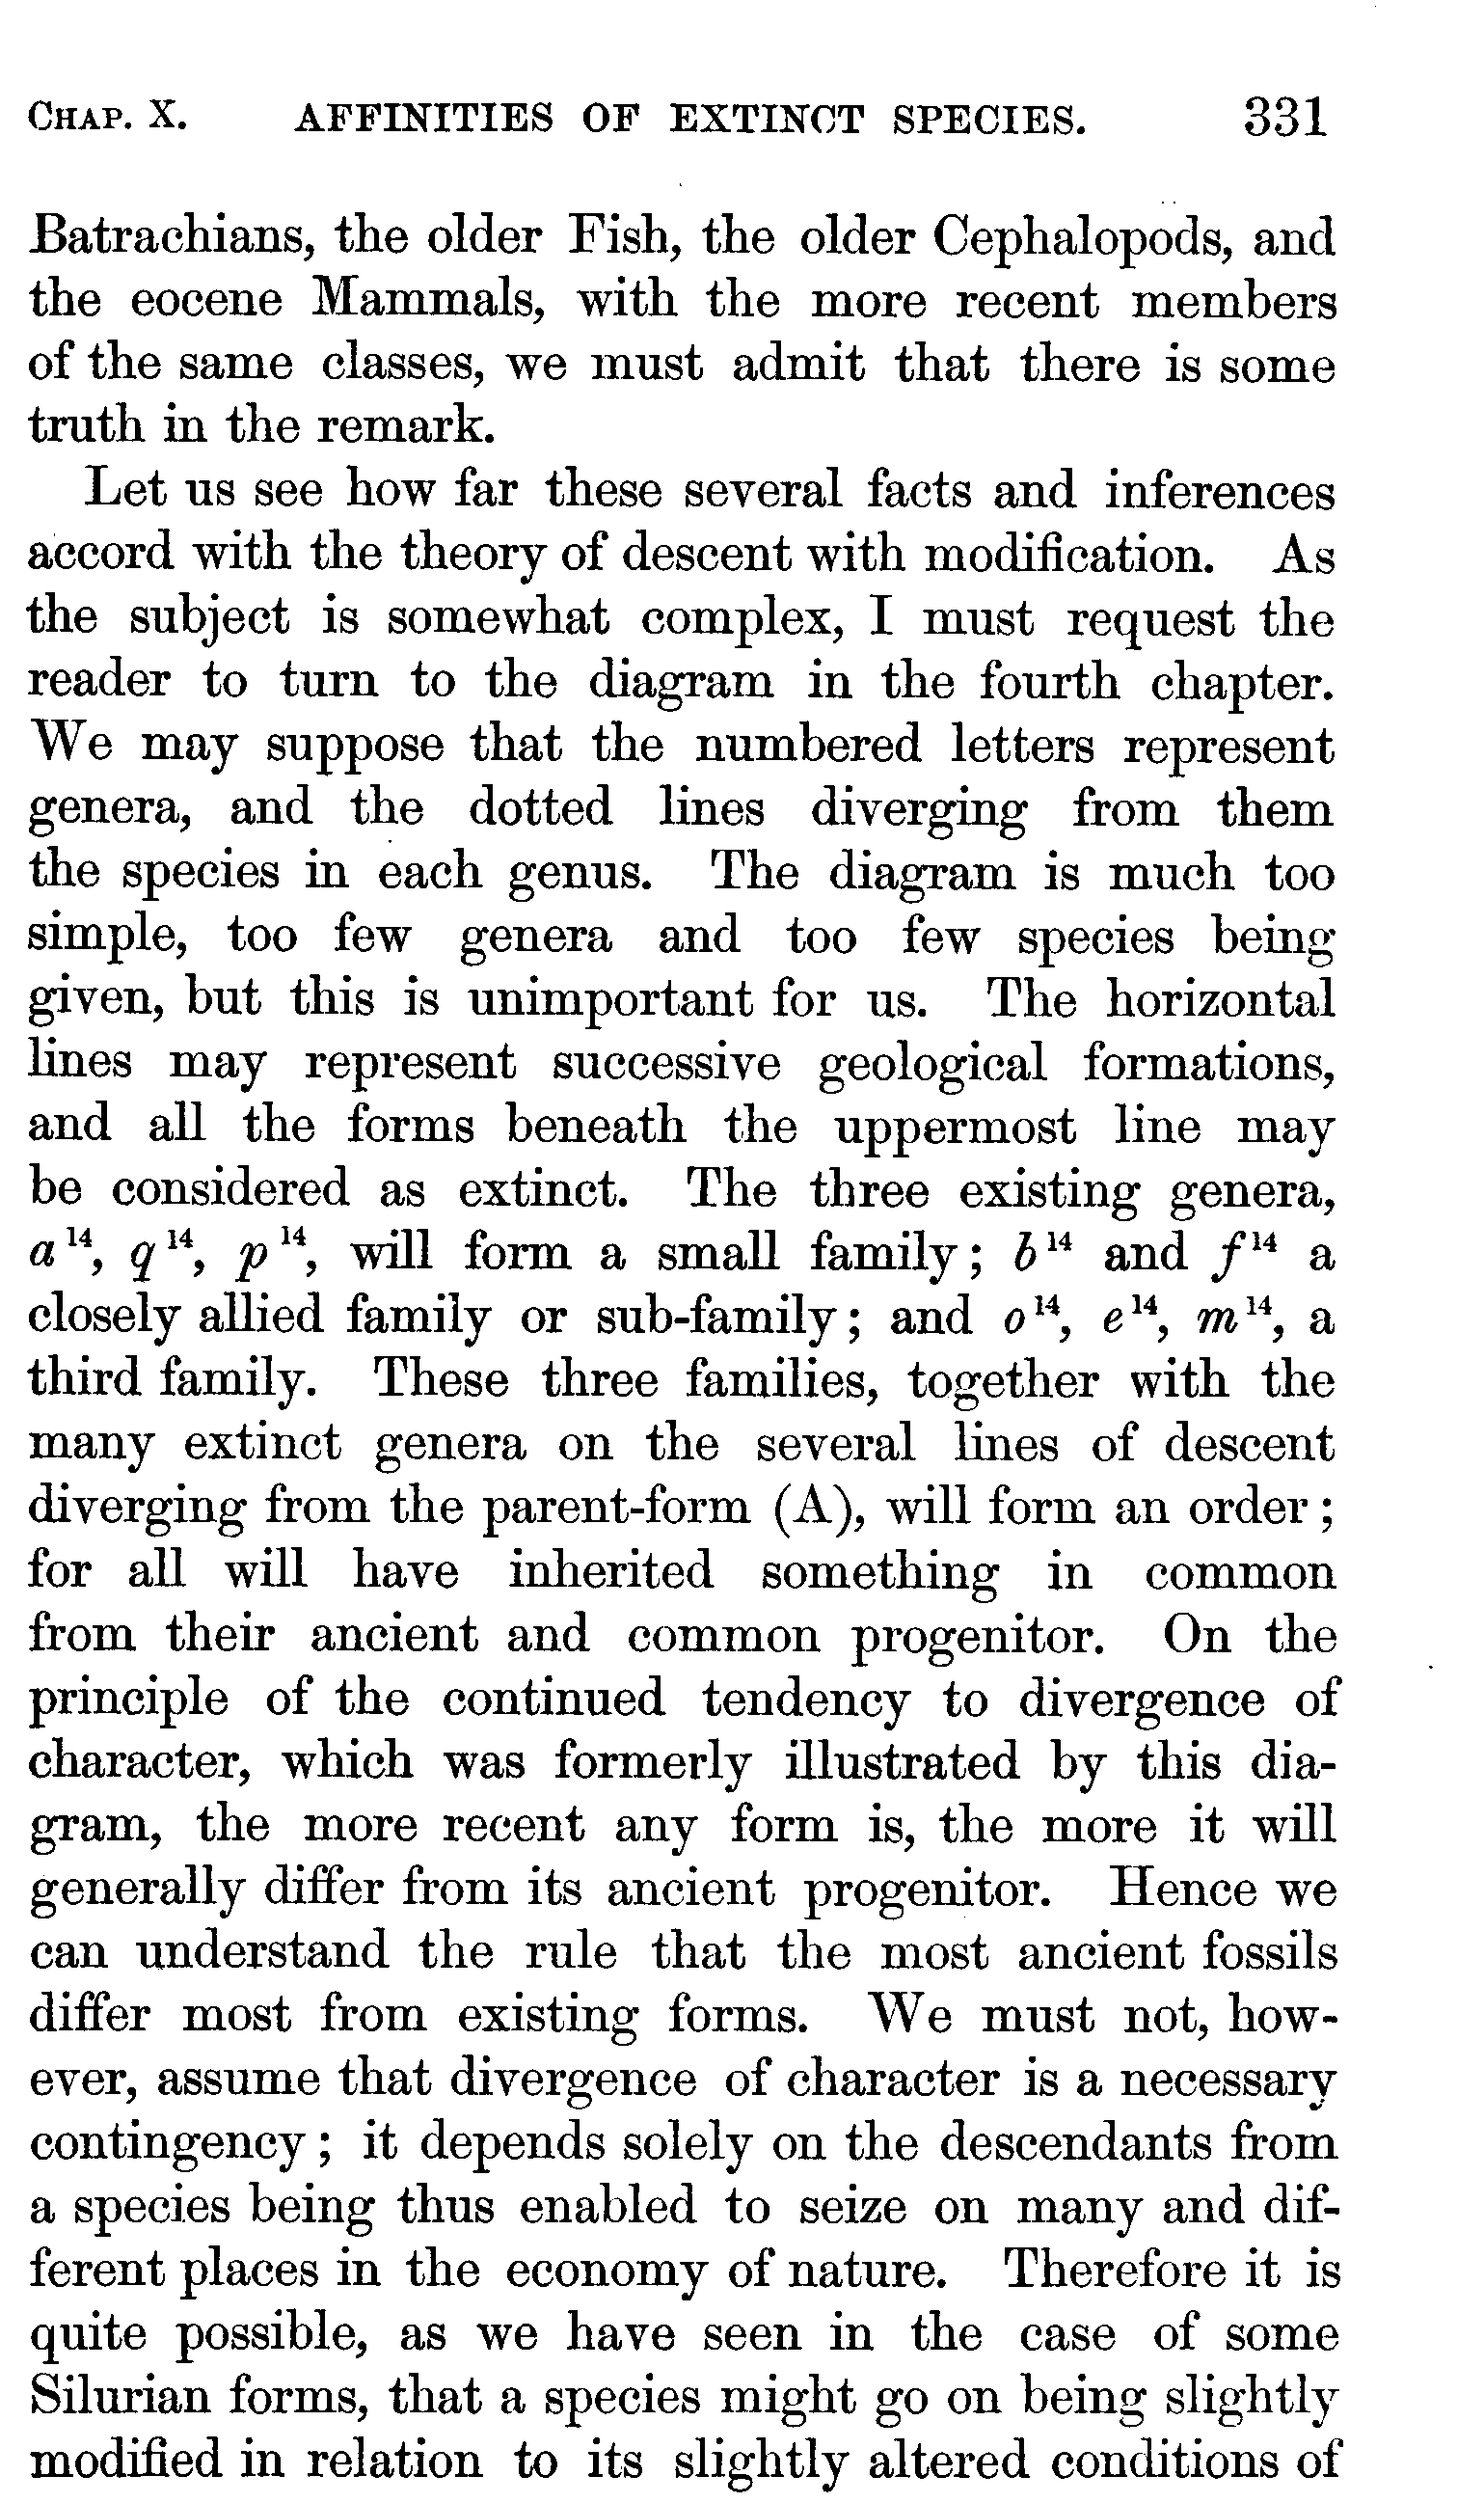 CHAP. X. AFFINITIES OF EXTINCT SPECIES. 331
Batrachians, the older Fish, the older Cephalopods, and
the eocene Mammals, with the more recent members
of the same classes, we must admit that there is some
truth in the remark.
Let us see how far these several facts and inferences
accord with the theory of descent with modification. As
the subject is somewhat complex, I must request the
reader to turn to the diagram in the fourth chapter.
We may suppose that the numbered letters represent
genera, and the dotted lines diverging from them
the species in each genus. The diagram is much too
simple, too few genera and too few species being
given, but this is unimportant for us. The horizontal
lines may represent successive geological formations,
and all the forms beneath the uppermost line may
be considered as extinct. The three existing genera,
a¹⁴, q¹⁴, p¹⁴, will form a small family; b¹⁴ and f¹⁴ a
closely allied family or sub-family; and o¹⁴, e¹⁴, m¹⁴, a
third family. These three families, together with the
many extinct genera on the several lines of descent
diverging from the parent-form (A), will form an order;
for all will have inherited something in common
from their ancient and common progenitor. On the
principle of the continued tendency to divergence of
character, which was formerly illustrated by this dia-
gram, the more recent any form is, the more it will
generally differ from its ancient progenitor. Hence we
can understand the rule that the most ancient fossils
differ most from existing forms. We must not, how-
ever, assume that divergence of character is a necessary
contingency; it depends solely on the descendants from
a species being thus enabled to seize on many and dif-
ferent places in the economy of nature. Therefore it is
quite possible, as we have seen in the case of some
Silurian forms, that a species might go on being slightly
modified in relation to its slightly altered conditions of